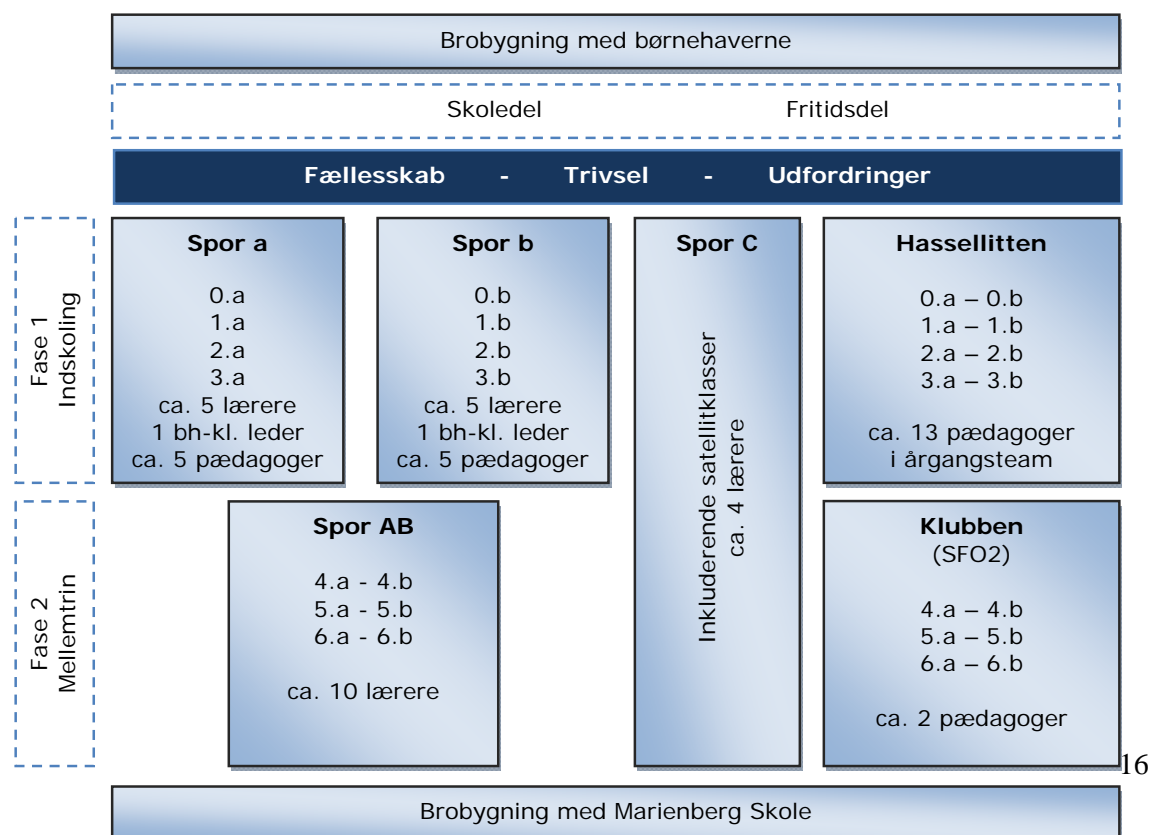 Brobygning med børnehaverne
Skoledel Fritidsdel
Fællesskab - Trivsel - Udfordringer
Fase 1
Indskoling
Spor a
0.a
1.a
2.a
3.a
ca. 5 lærere
1 bh-kl. leder
ca. 5 pædagoger
Spor b
0.b
1.b
2.b
3.b
ca. 5 lærere
1 bh-kl. leder
ca. 5 pædagoger
Spor C
Inkluderende satellitklasser
ca. 4 lærere
Hassellitten
0.a – 0.b
1.a – 1.b
2.a – 2.b
3.a – 3.b
ca. 13 pædagoger
i årgangsteam
Fase 2
Mellemtrin
Spor AB
4.a - 4.b
5.a - 5.b
6.a - 6.b
ca. 10 lærere
Klubben
(SFO2)
4.a – 4.b
5.a – 5.b
6.a – 6.b
ca. 2 pædagoger
16
Brobygning med Marienberg Skole